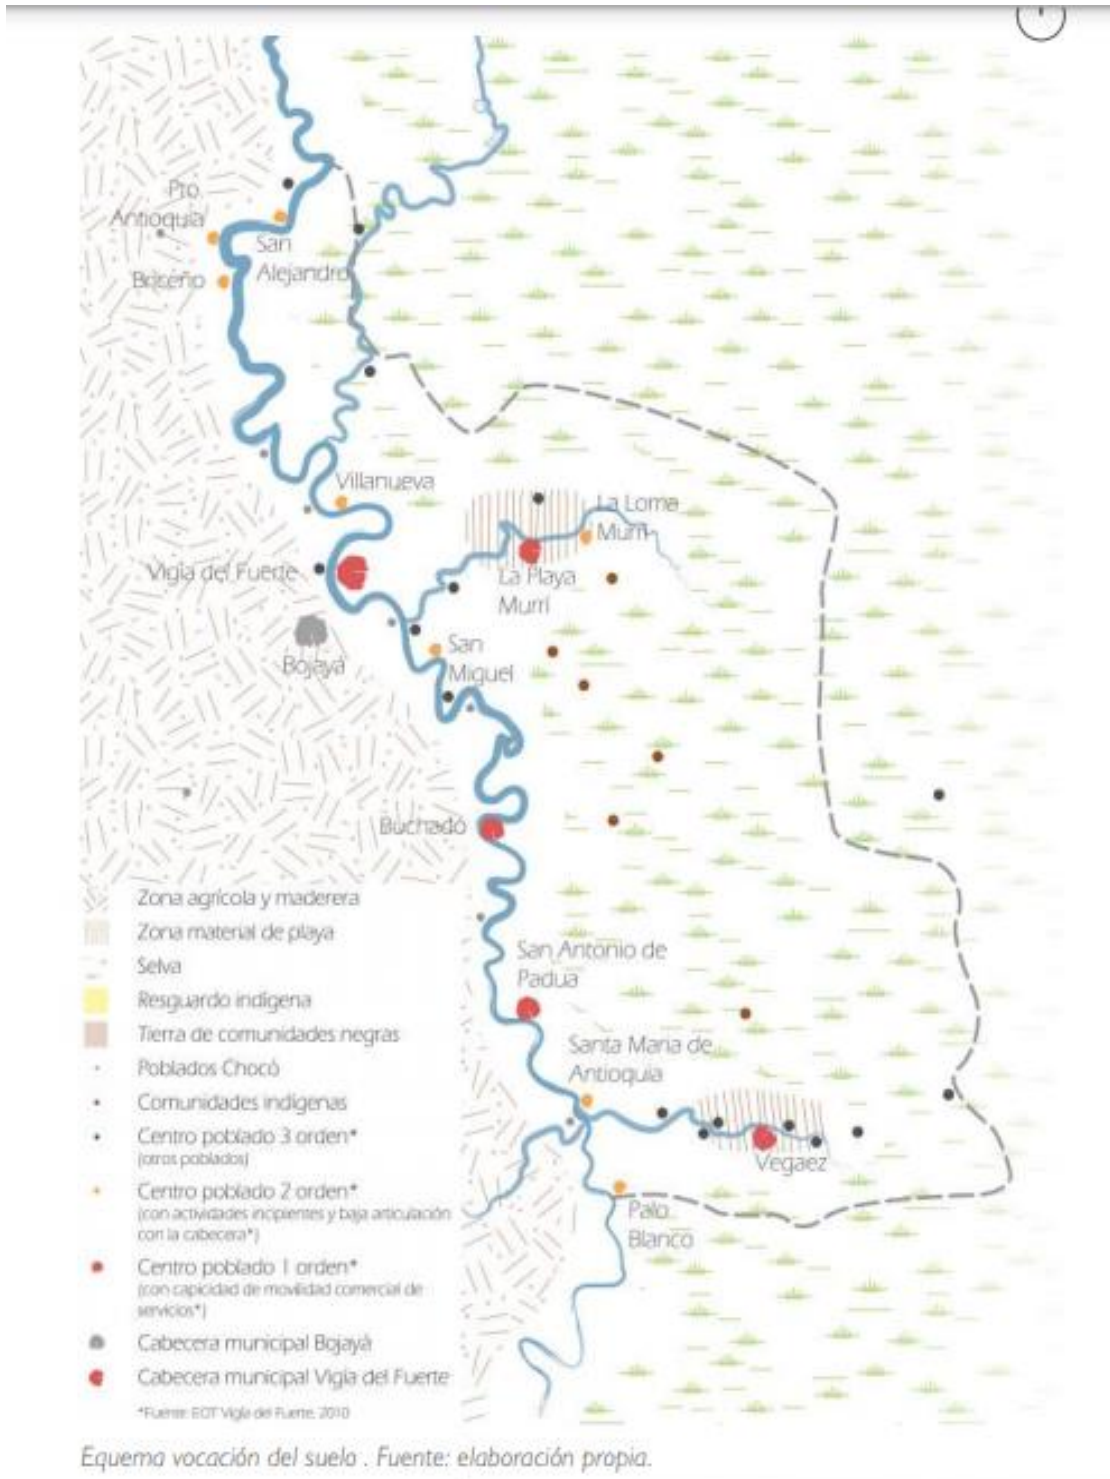 Pto.
Antioquia
San
Alejandro
Briceño
Villanueva
La Loma
Murrí
Vigía del Fuerte
La Playa
Murrí
Bojayá
San
Miguel
Buchadó
San Antonio de
Padua
Santa Maria de
Antioquia
Vegaez
Palo
Blanco
Zona agrícola y maderera
Zona material de playa
Selva
Resguardo indígena
Tierra de comunidades negras
Poblados Chocó
Comunidades indígenas
Centro poblado 3 orden*
(otros poblados)
Centro poblado 2 orden*
(con actividades incipientes y baja articulación
con la cabecera*)
Centro poblado 1 orden*
(con capicidad de movilidad comercial de
servicios*)
Cabecera municipal Bojayà
Cabecera municipal Vigía del Fuerte
*Fuente: EOT Vigía del Fuerte, 2010
Equema vocación del suelo . Fuente: elaboración propia.